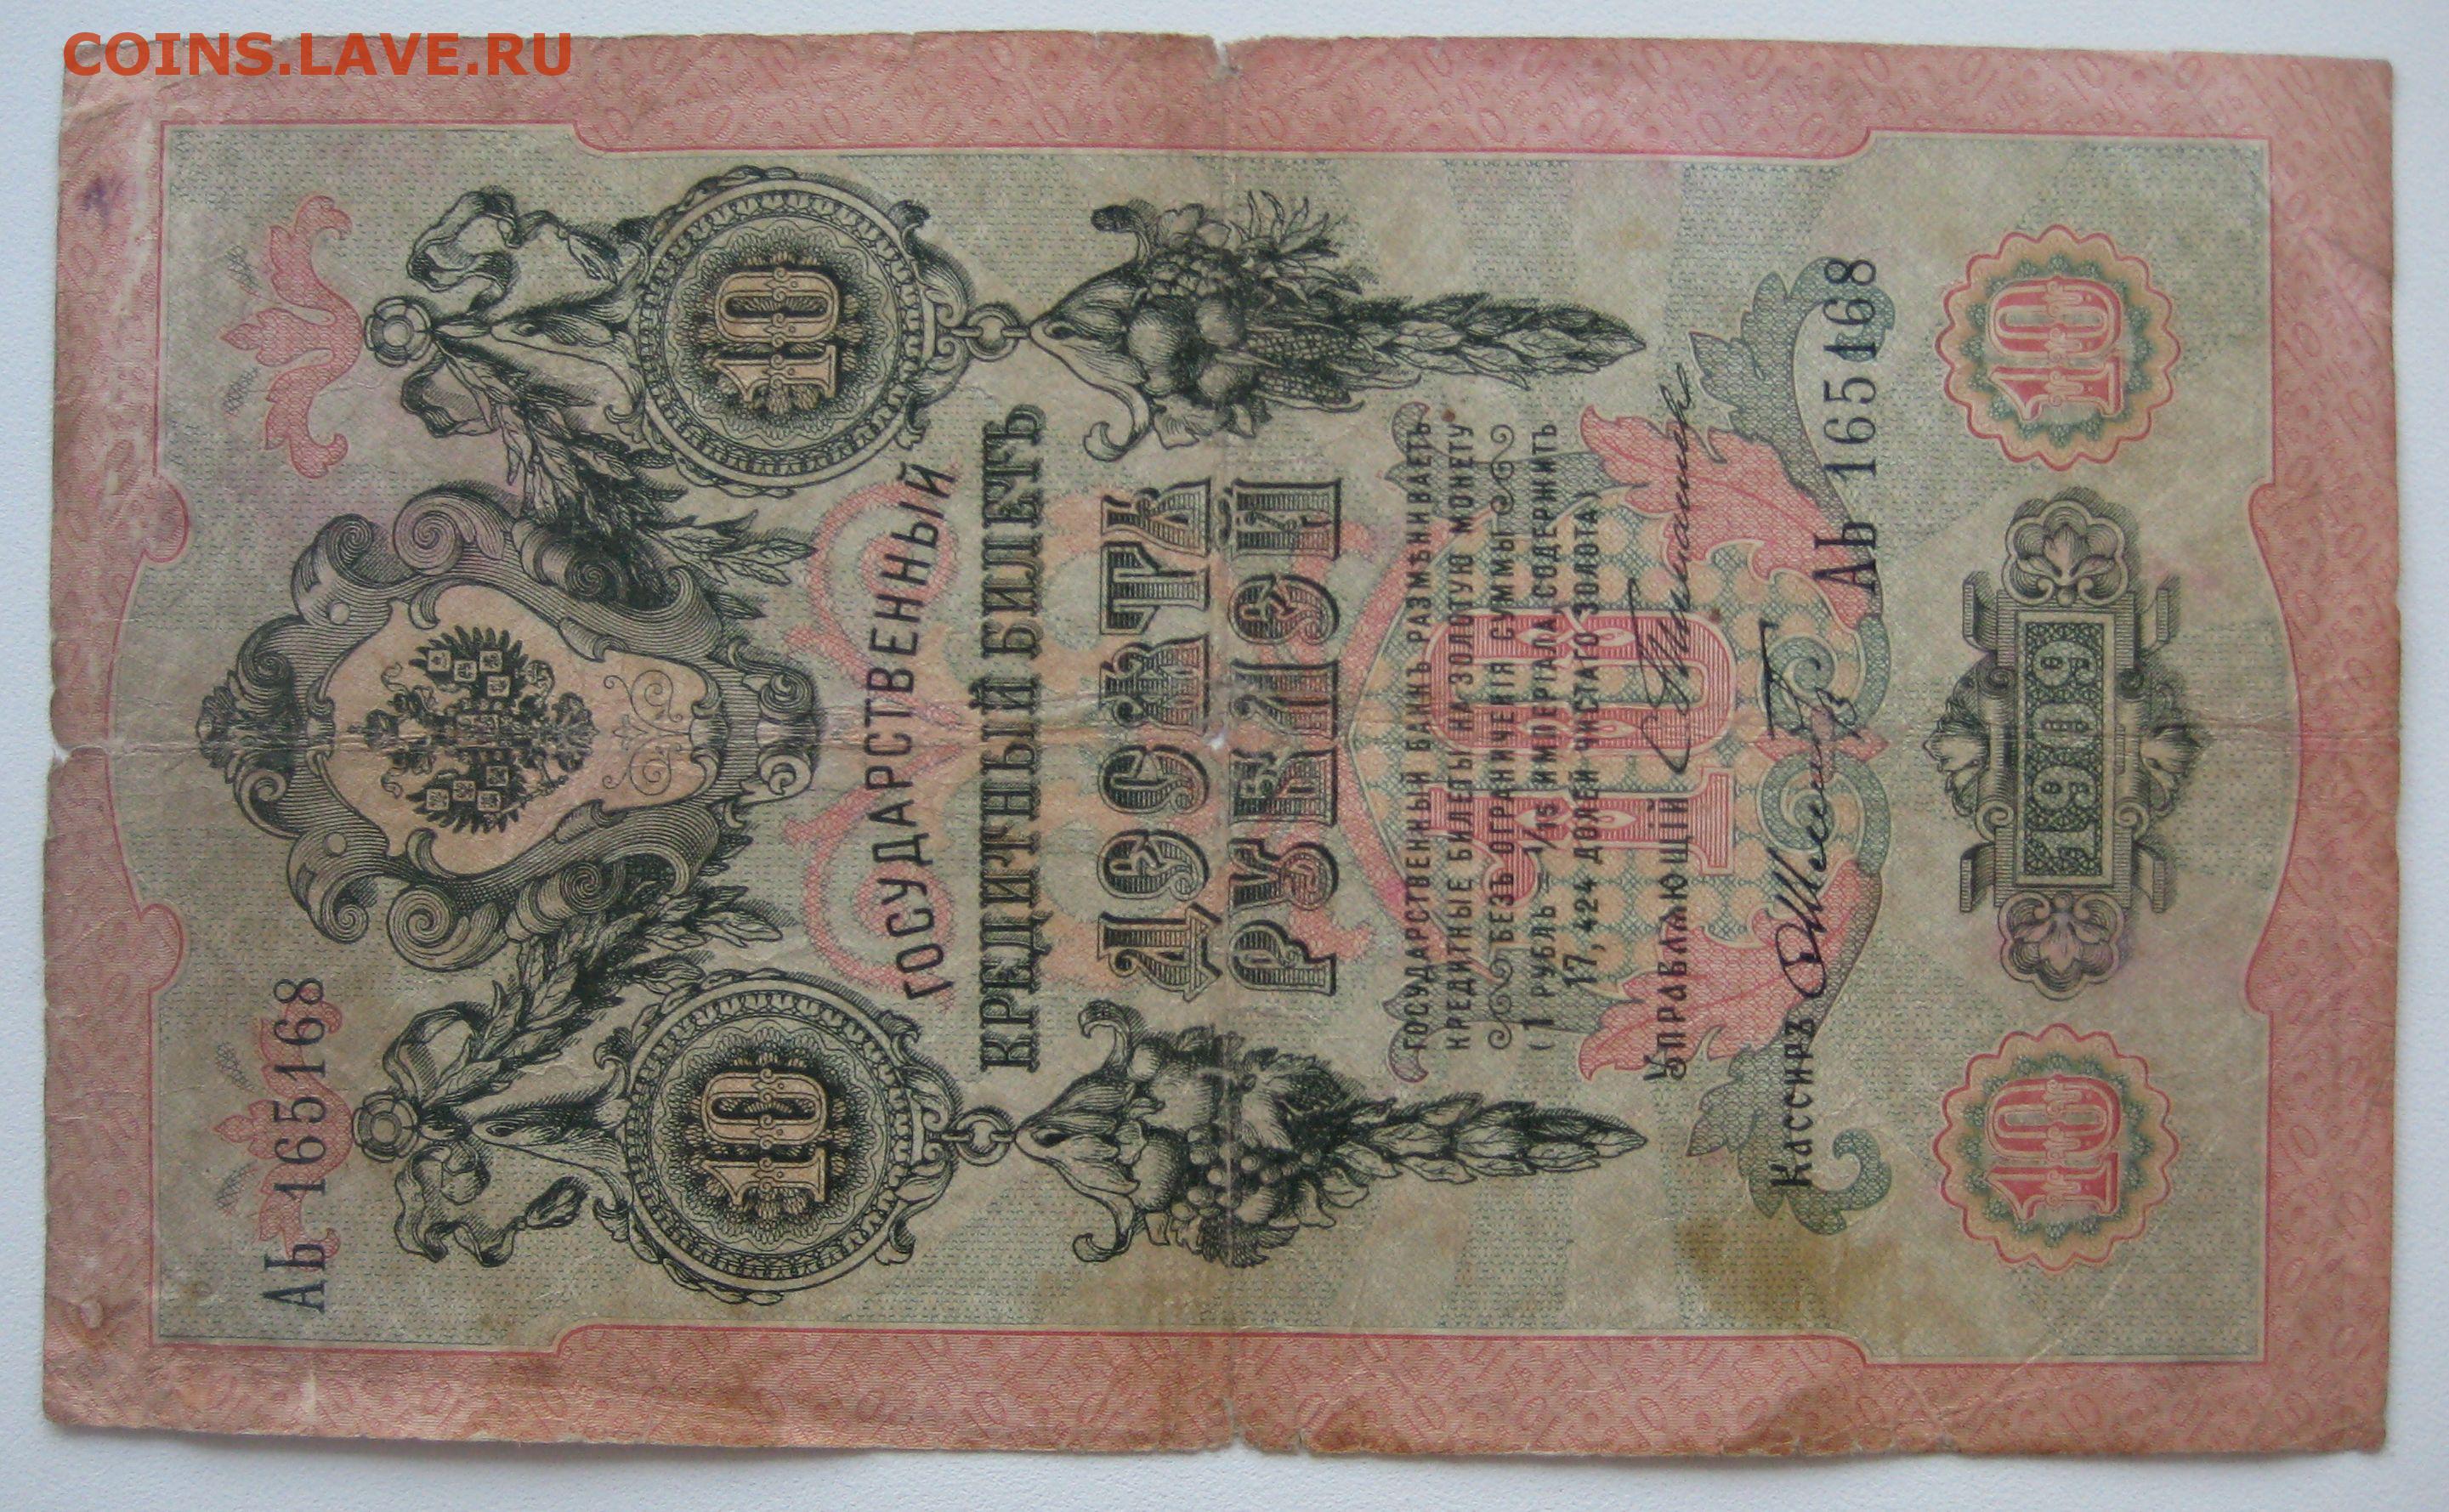 COINS.LAVE.RU
АЬ 165168
10
10
ГОСУДАРСТВЕННЫЙ
КРЕДИТНЫЙ БИЛЕТЪ
ДЕСЯТЬ
РУБЛЕЙ
ГОСУДАРСТВЕННЫЙ БАНКЪ РАЗМѢНИВАЕТЪ
КРЕДИТНЫЕ БИЛЕТЫ НА ЗОЛОТУЮ МОНЕТУ
БЕЗЪ ОГРАНИЧЕНІЯ СУММЫ
(1 РУБЛЬ = 1/15 ИМПЕРІАЛА, СОДЕРЖИТЪ
17,424 ДОЛЕЙ ЧИСТАГО ЗОЛОТА)
10
Управляющій
Кассиръ
АЬ 165168
10
1909
10